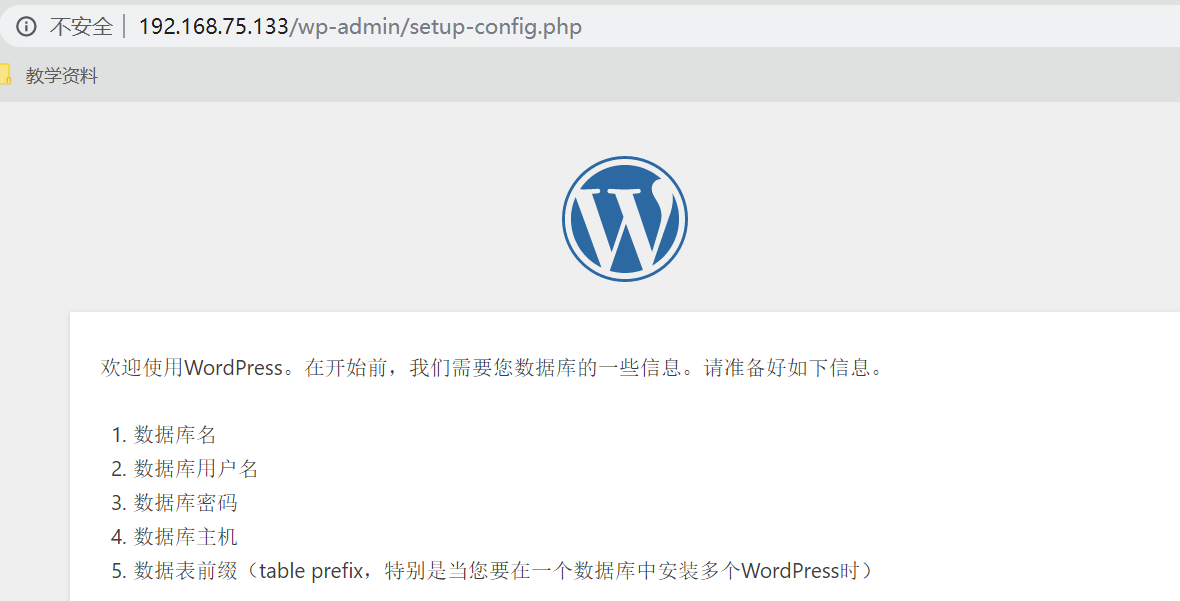 不安全 | 192.168.75.133/wp-admin/setup-config.php
教学资料
欢迎使用WordPress。在开始前，我们需要您数据库的一些信息。请准备好如下信息。
1. 数据库名
2. 数据库用户名
3. 数据库密码
4. 数据库主机
5. 数据表前缀（table prefix，特别是当您要在一个数据库中安装多个WordPress时）